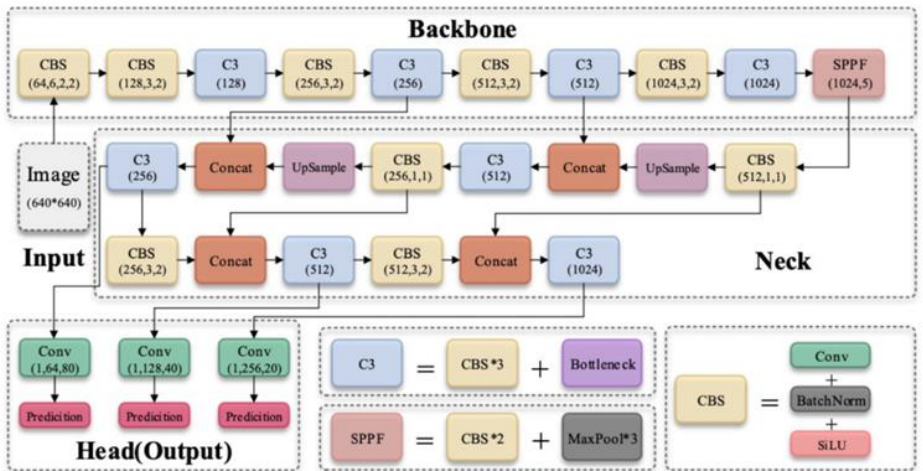 Backbone
CBS
(64,6,2,2)
CBS
(128,3,2)
C3
(128)
CBS
(256,3,2)
C3
(256)
CBS
(512,3,2)
C3
(512)
CBS
(1024,3,2)
C3
(1024)
SPPF
(1024,5)
Image
(640*640)
Input
C3
(256)
Concat
UpSample
CBS
(256,1,1)
C3
(512)
Concat
UpSample
CBS
(512,1,1)
CBS
(256,3,2)
Concat
C3
(512)
CBS
(512,3,2)
Concat
C3
(1024)
Neck
Conv
(1,64,80)
Conv
(1,128,40)
Conv
(1,256,20)
Predicition
Predicition
Predicition
Head(Output)
C3 = CBS*3 + Bottleneck
SPPF = CBS*2 + MaxPool*3
CBS =
Conv
+
BatchNorm
+
SiLU